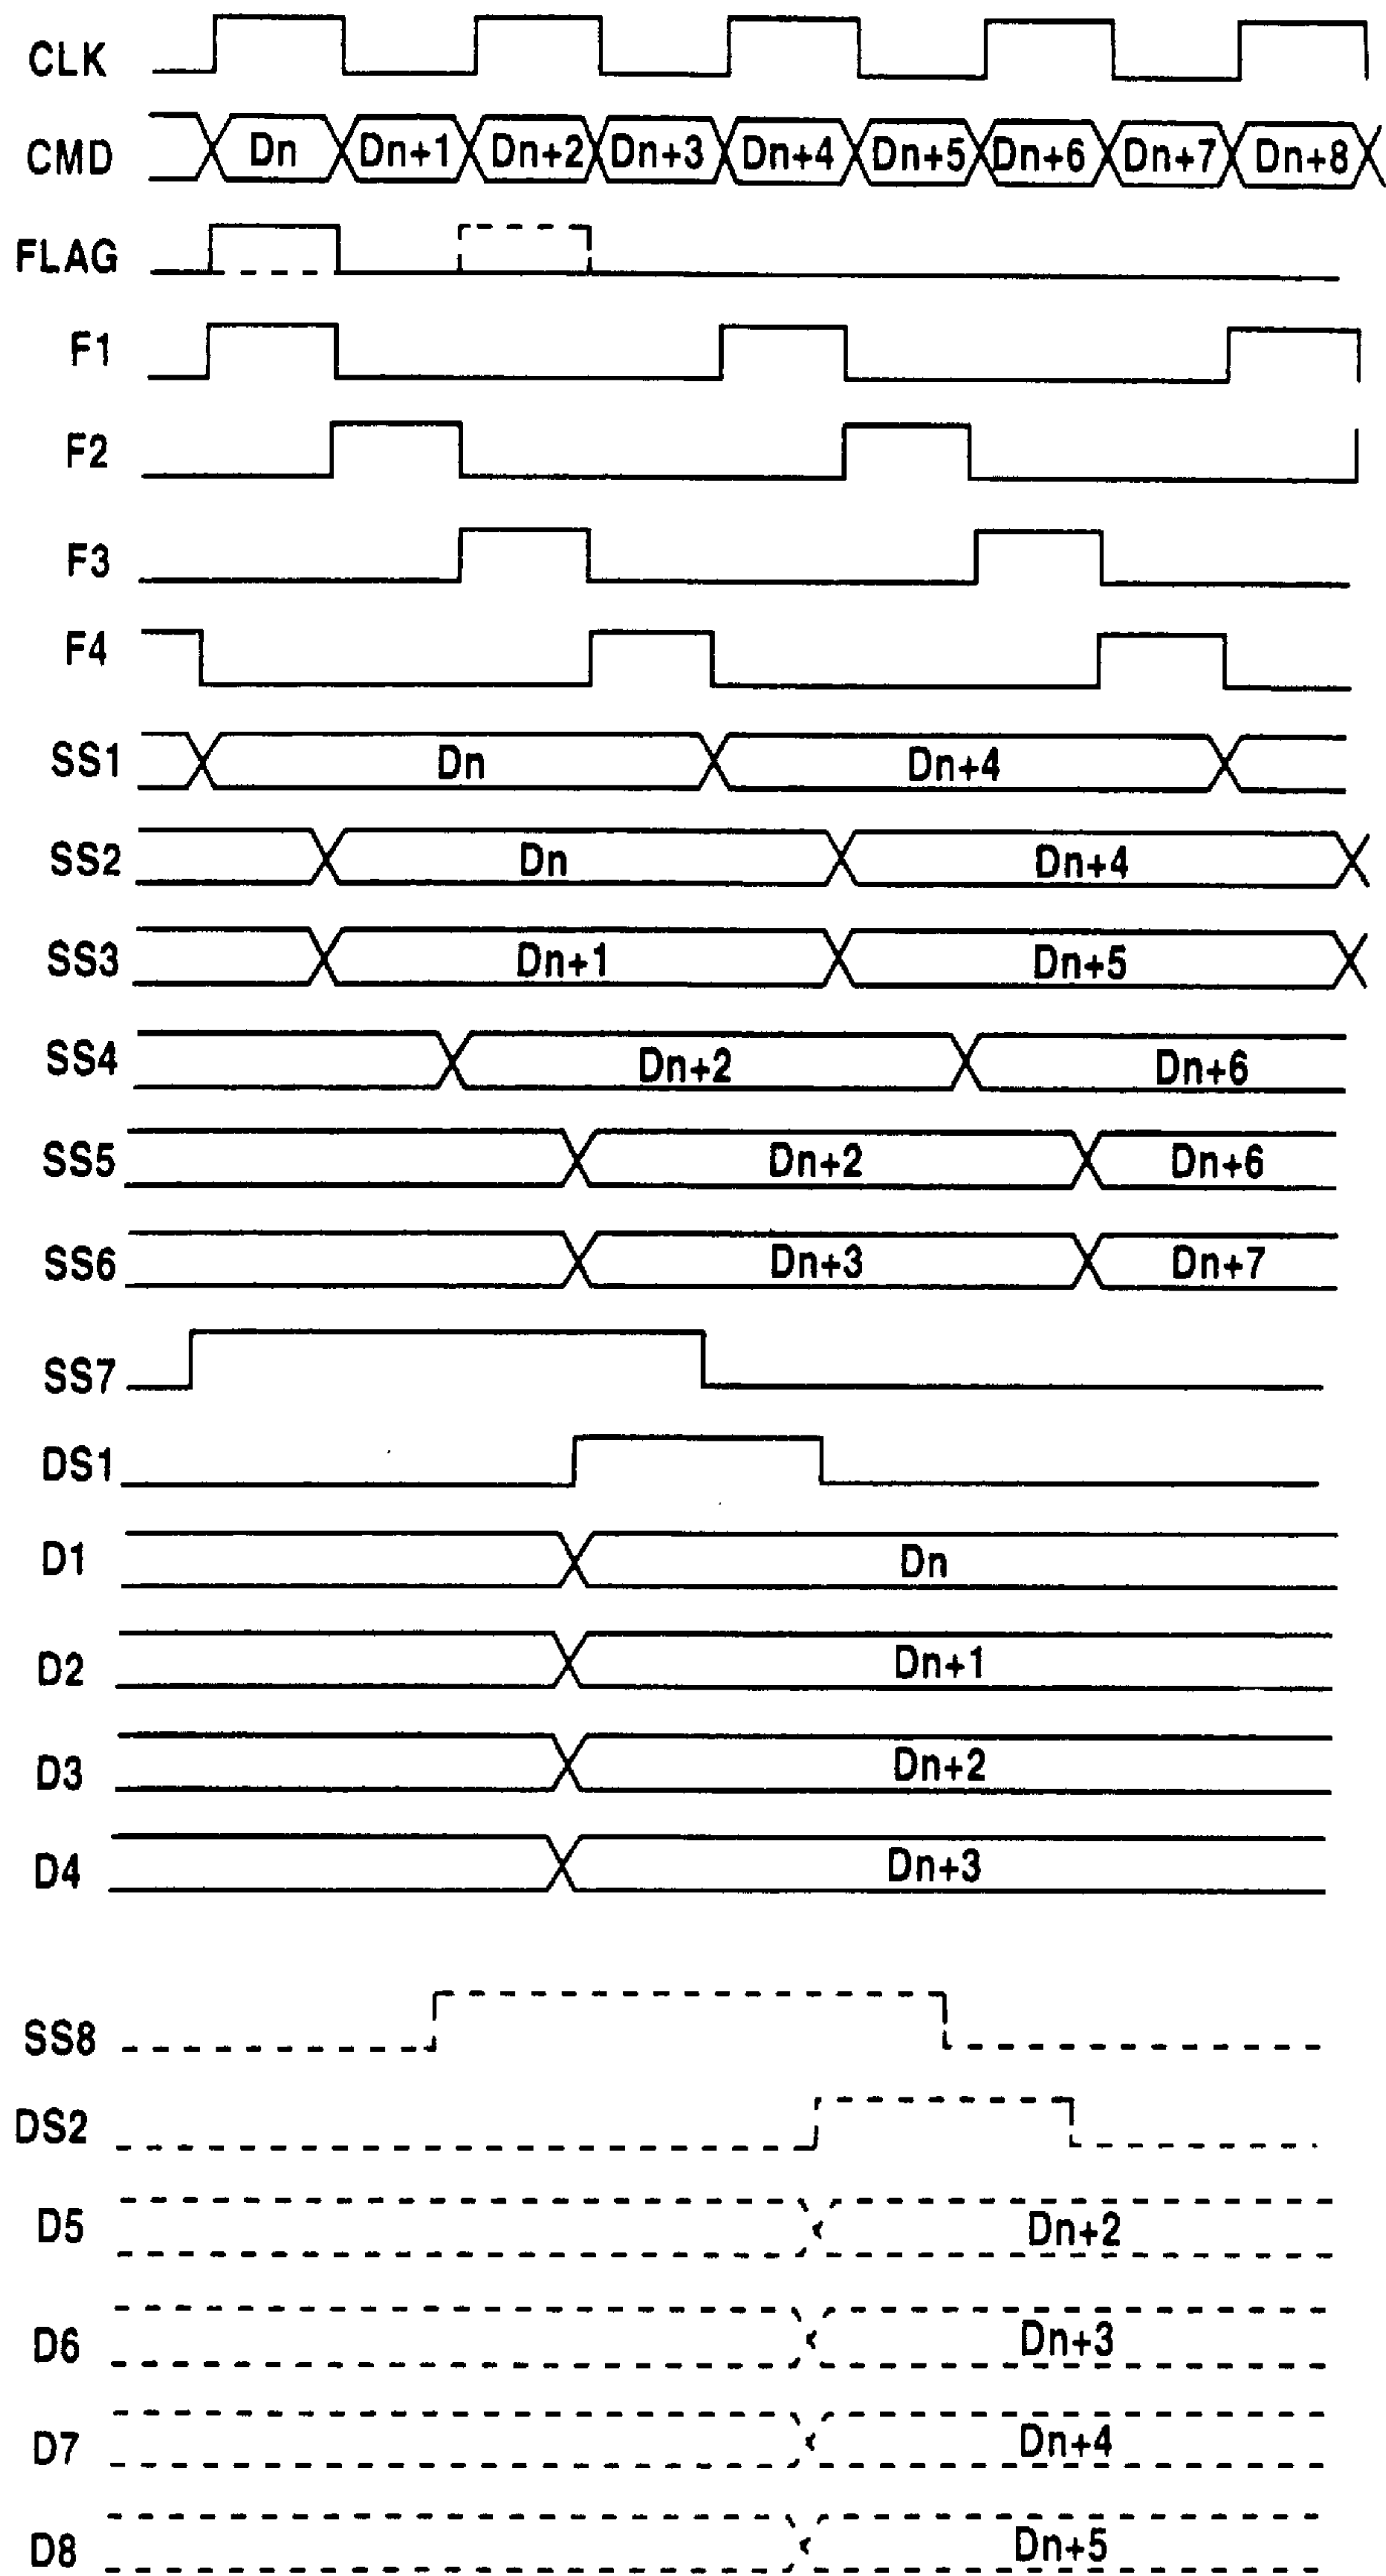 CLK
CMD Dn Dn+1 Dn+2 Dn+3 Dn+4 Dn+5 Dn+6 Dn+7 Dn+8
FLAG
F1
F2
F3
F4
SS1 Dn Dn+4
SS2 Dn Dn+4
SS3 Dn+1 Dn+5
SS4 Dn+2 Dn+6
SS5 Dn+2 Dn+6
SS6 Dn+3 Dn+7
SS7
DS1
D1 Dn
D2 Dn+1
D3 Dn+2
D4 Dn+3
SS8
DS2
D5 Dn+2
D6 Dn+3
D7 Dn+4
D8 Dn+5